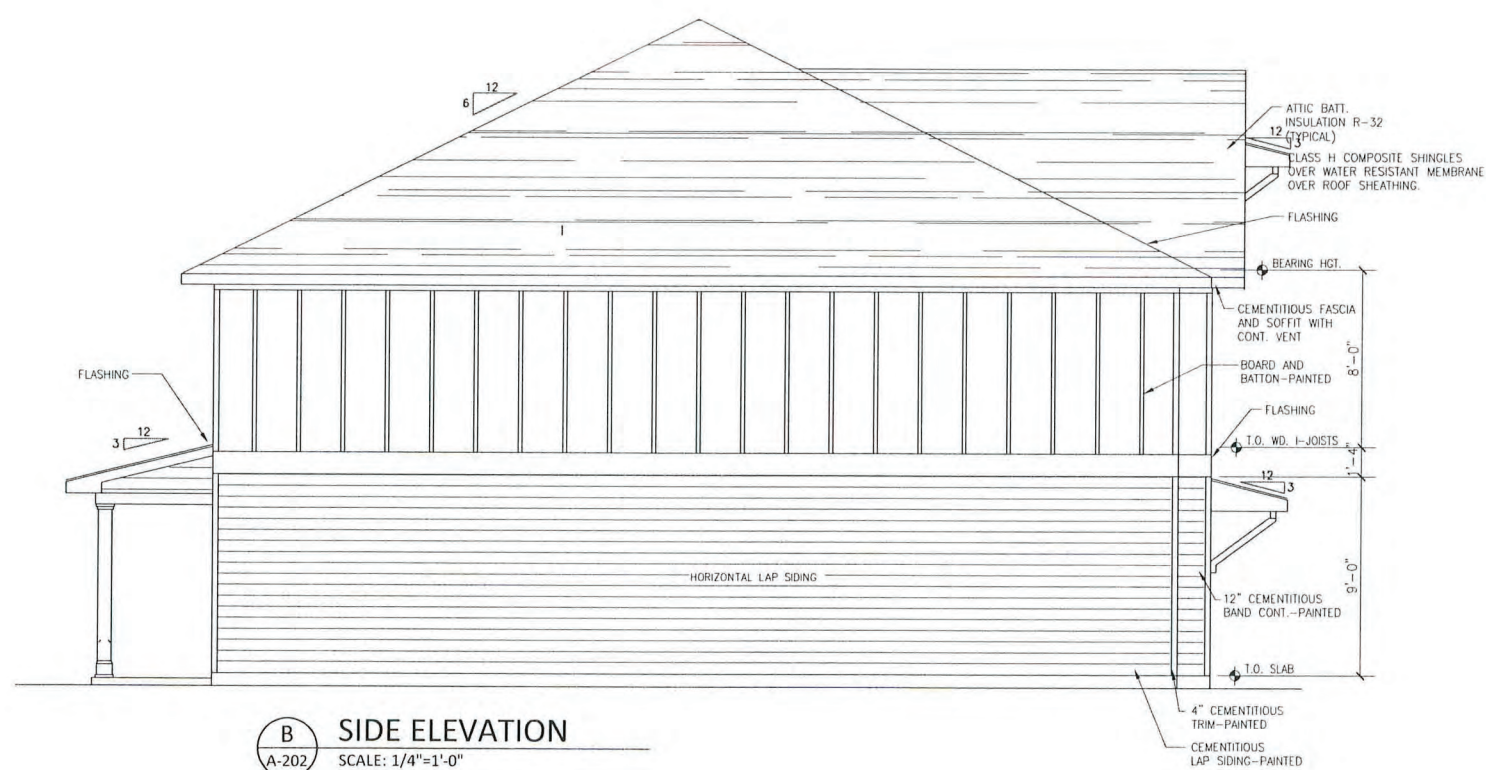 12
6
ATTIC BATT.
INSULATION R-32
(TYPICAL)
12
3
CLASS H COMPOSITE SHINGLES
OVER WATER RESISTANT MEMBRANE
OVER ROOF SHEATHING.
FLASHING
BEARING HGT.
CEMENTITIOUS FASCIA
AND SOFFIT WITH
CONT. VENT
8'-0"
BOARD AND
BATTON-PAINTED
FLASHING
FLASHING
12
3
T.O. WD. I-JOISTS
1'-4"
12
3
HORIZONTAL LAP SIDING
9'-0"
12" CEMENTITIOUS
BAND CONT.-PAINTED
T.O. SLAB
4" CEMENTITIOUS
TRIM-PAINTED
CEMENTITIOUS
LAP SIDING-PAINTED
B
A-202
SIDE ELEVATION
SCALE: 1/4"=1'-0"